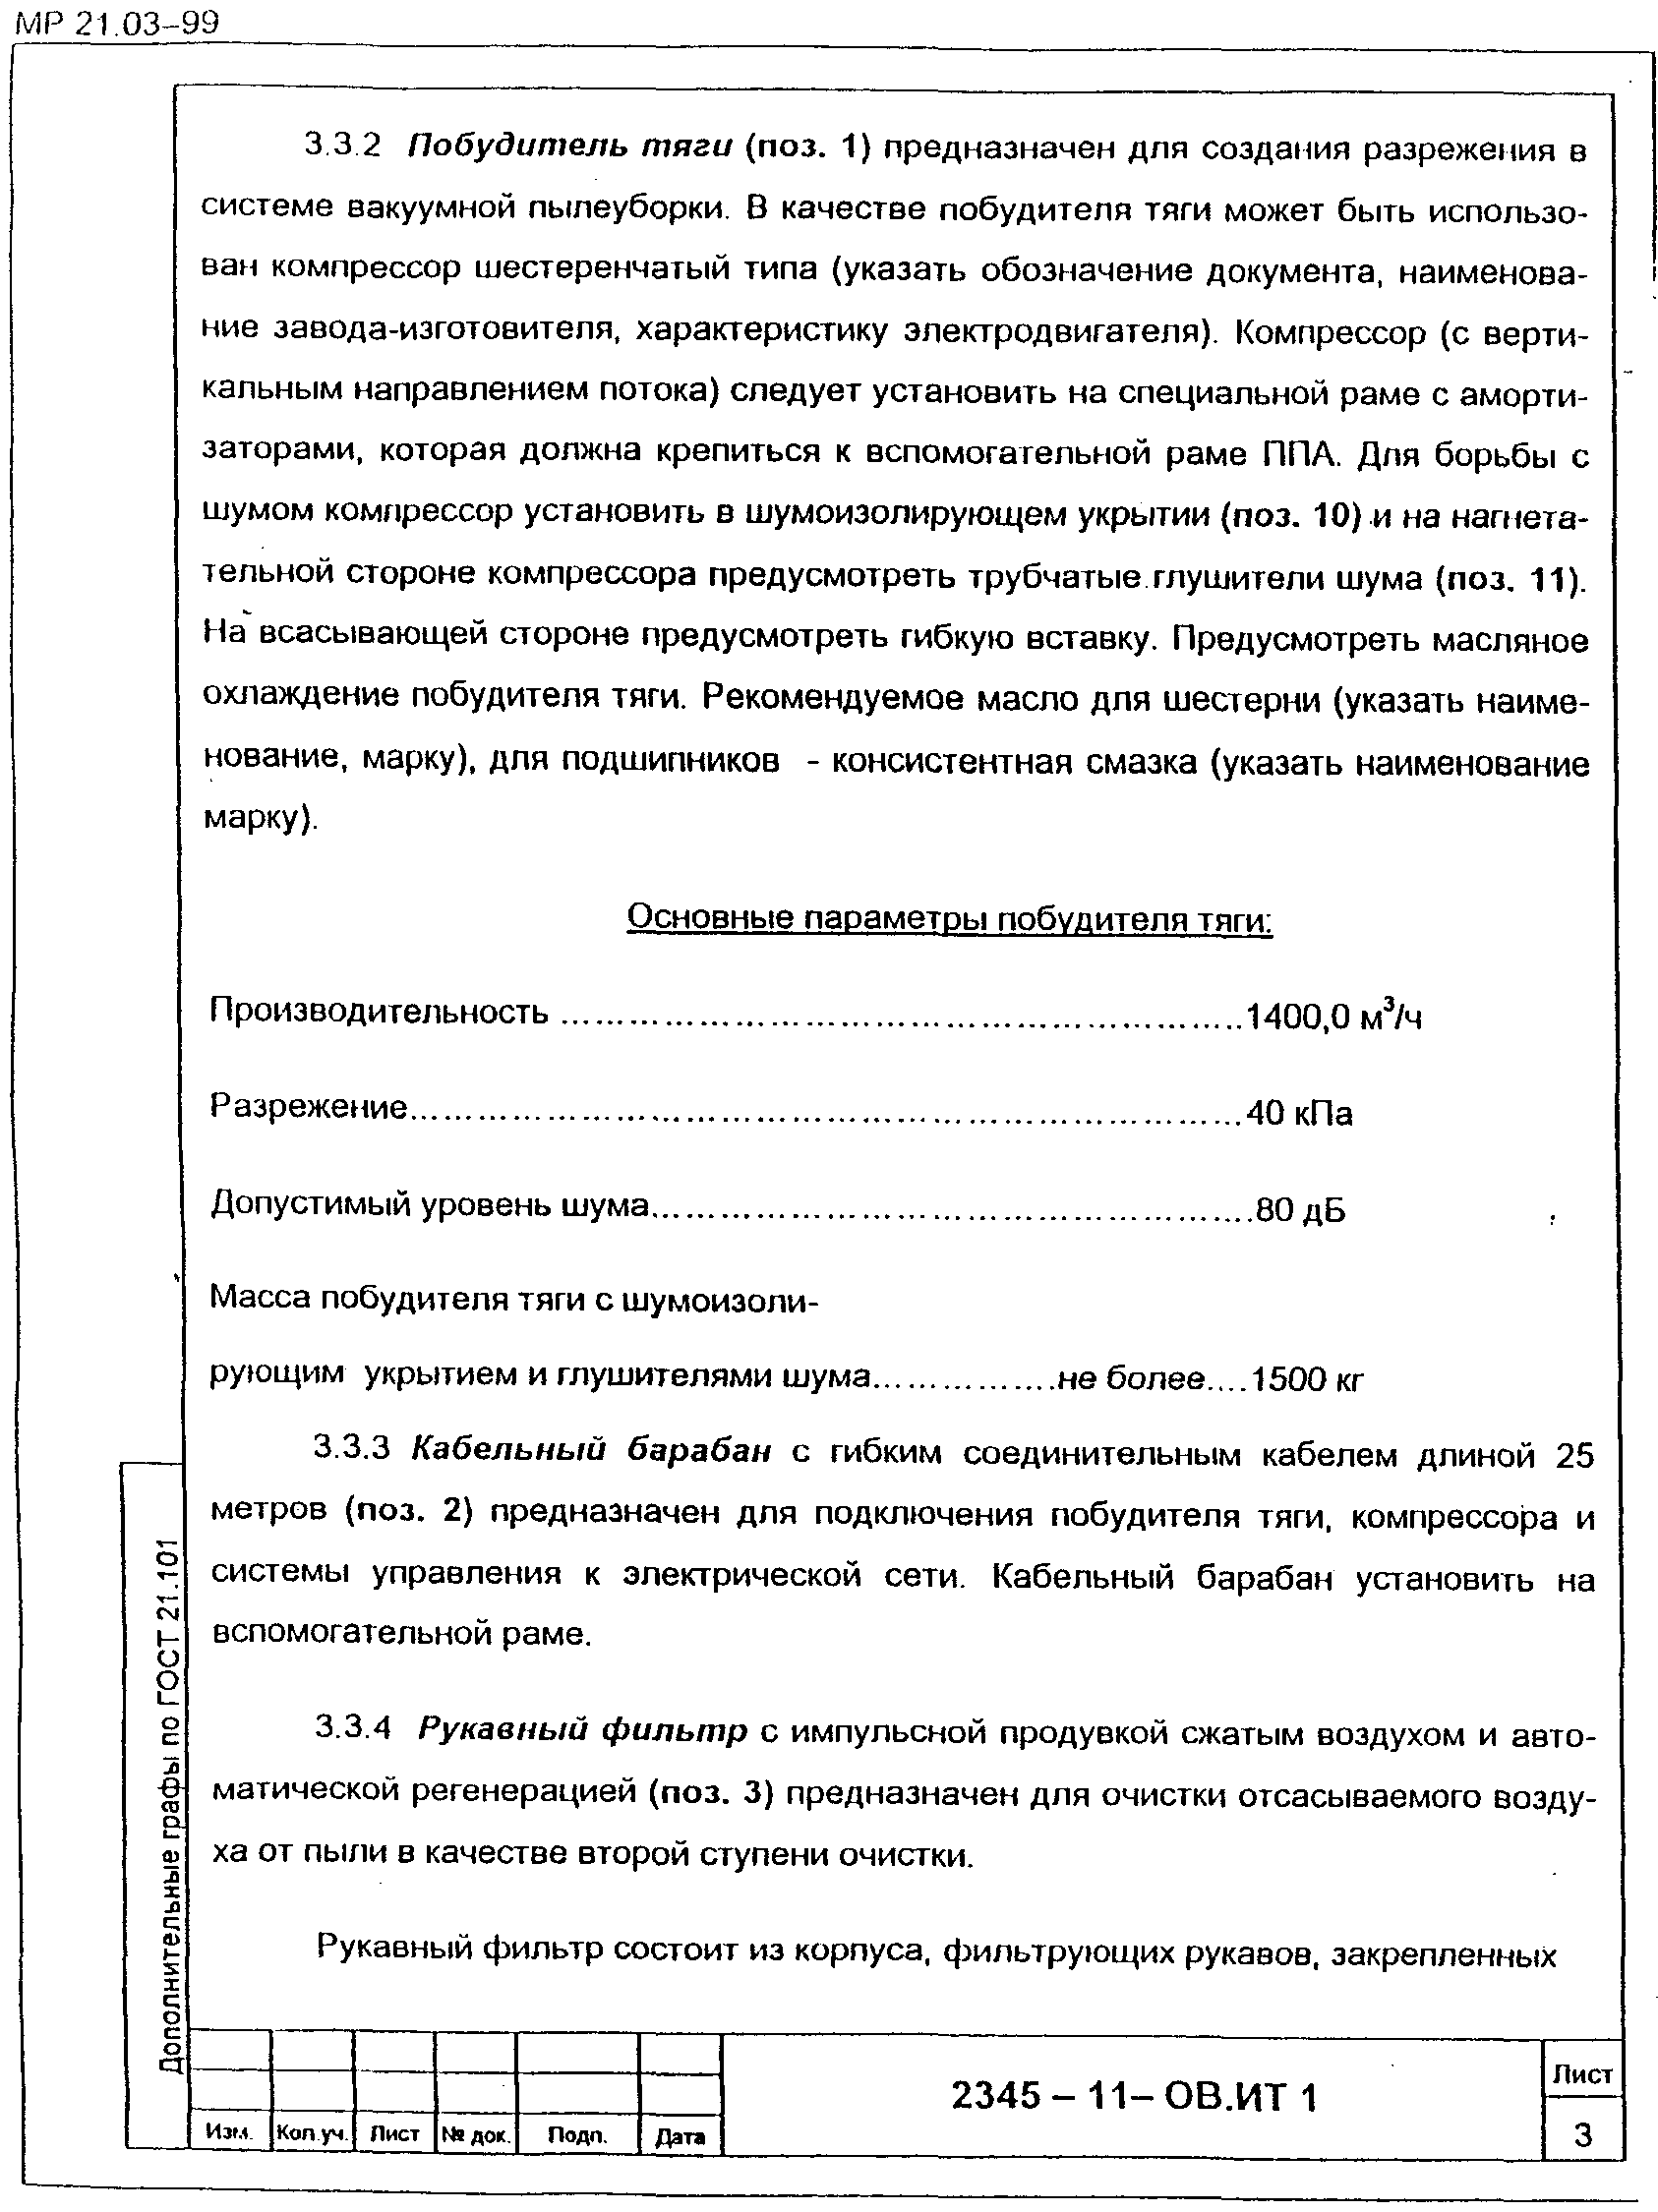 МР 21.03–99
3.3.2 Побудитель тяги (поз. 1) предназначен для создания разрежения в
системе вакуумной пылеуборки. В качестве побудителя тяги может быть использо-
ван компрессор шестеренчатый типа (указать обозначение документа, наименова-
ние завода-изготовителя, характеристику электродвигателя). Компрессор (с верти-
кальным направлением потока) следует установить на специальной раме с аморти-
заторами, которая должна крепиться к вспомогательной раме ППА. Для борьбы с
шумом компрессор установить в шумоизолирующем укрытии (поз. 10) и на нагнета-
тельной стороне компрессора предусмотреть трубчатые глушители шума (поз. 11).
На всасывающей стороне предусмотреть гибкую вставку. Предусмотреть масляное
охлаждение побудителя тяги. Рекомендуемое масло для шестерни (указать наиме-
нование, марку), для подшипников - консистентная смазка (указать наименование
марку).
Основные параметры побудителя тяги:
Производительность ............................................................1400,0 м³/ч
Разрежение.........................................................................40 кПа
Допустимый уровень шума.....................................................80 дБ
Масса побудителя тяги с шумоизоли-
рующим укрытием и глушителями шума................не более....1500 кг
3.3.3 Кабельный барабан с гибким соединительным кабелем длиной 25
метров (поз. 2) предназначен для подключения побудителя тяги, компрессора и
системы управления к электрической сети. Кабельный барабан установить на
вспомогательной раме.
3.3.4 Рукавный фильтр с импульсной продувкой сжатым воздухом и авто-
матической регенерацией (поз. 3) предназначен для очистки отсасываемого возду-
ха от пыли в качестве второй ступени очистки.
Рукавный фильтр состоит из корпуса, фильтрующих рукавов, закрепленных
Дополнительные графы по ГОСТ 21.101
Изм. Кол.уч. Лист № док. Подп. Дата
2345 – 11– ОВ.ИТ 1
Лист
3